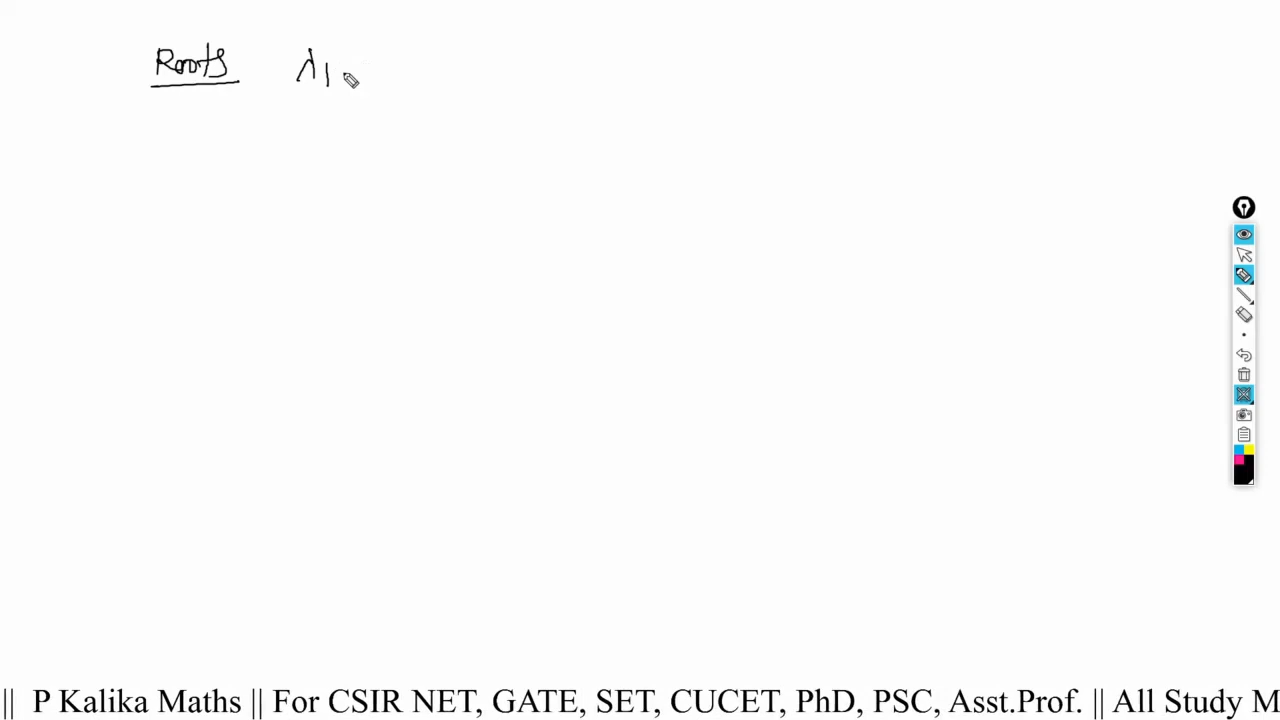 Roots λ1
|| P Kalika Maths || For CSIR NET, GATE, SET, CUCET, PhD, PSC, Asst.Prof. || All Study M